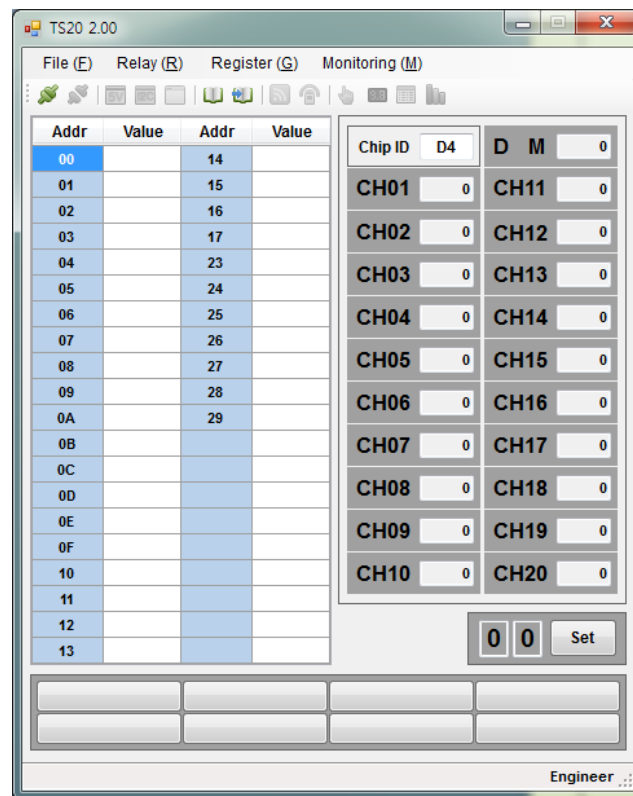 TS20 2.00
File (F) Relay (R) Register (G) Monitoring (M)
5V I2C
Addr Value Addr Value
00 14
01 15
02 16
03 17
04 23
05 24
06 25
07 26
08 27
09 28
0A 29
0B
0C
0D
0E
0F
10
11
12
13
Chip ID D4 D M 0
CH01 0 CH11 0
CH02 0 CH12 0
CH03 0 CH13 0
CH04 0 CH14 0
CH05 0 CH15 0
CH06 0 CH16 0
CH07 0 CH17 0
CH08 0 CH18 0
CH09 0 CH19 0
CH10 0 CH20 0
0 0 Set
Engineer